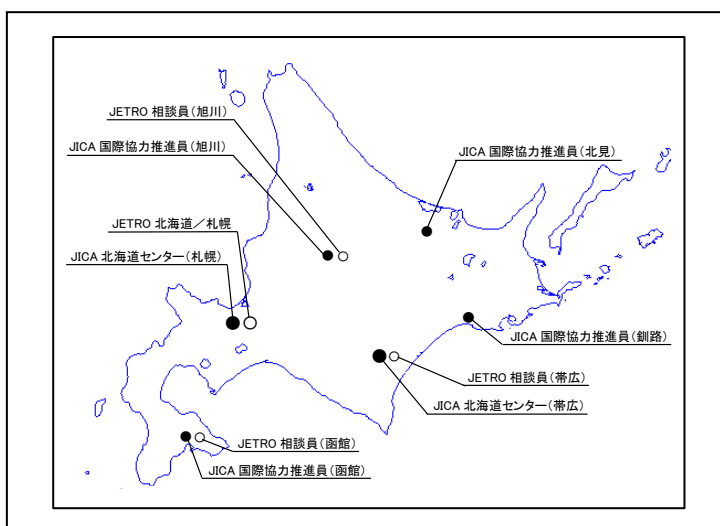 JETRO 相談員（旭川）
JICA 国際協力推進員（旭川）
JICA 国際協力推進員（北見）
JETRO 北海道／札幌
JICA 北海道センター（札幌）
JICA 国際協力推進員（釧路）
JETRO 相談員（帯広）
JICA 北海道センター（帯広）
JETRO 相談員（函館）
JICA 国際協力推進員（函館）